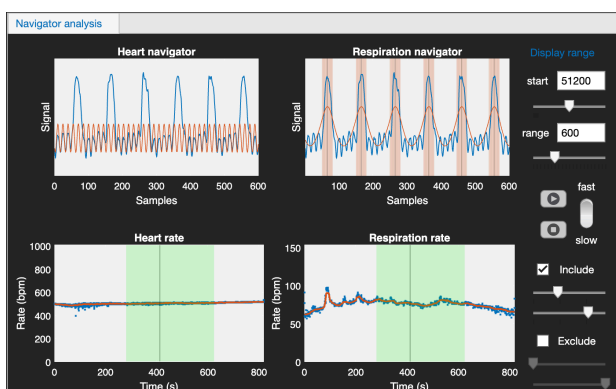 Navigator analysis
Heart navigator
Signal
0 100 200 300 400 500 600
Samples
Respiration navigator
Signal
0 100 200 300 400 500 600
Samples
Display range
start 51200
range 600
fast
slow
Heart rate
Rate (bpm)
1000
800
600
400
200
0
0 200 400 600 800
Time (s)
Respiration rate
Rate (bpm)
150
100
50
0
0 200 400 600 800
Time (s)
Include
Exclude